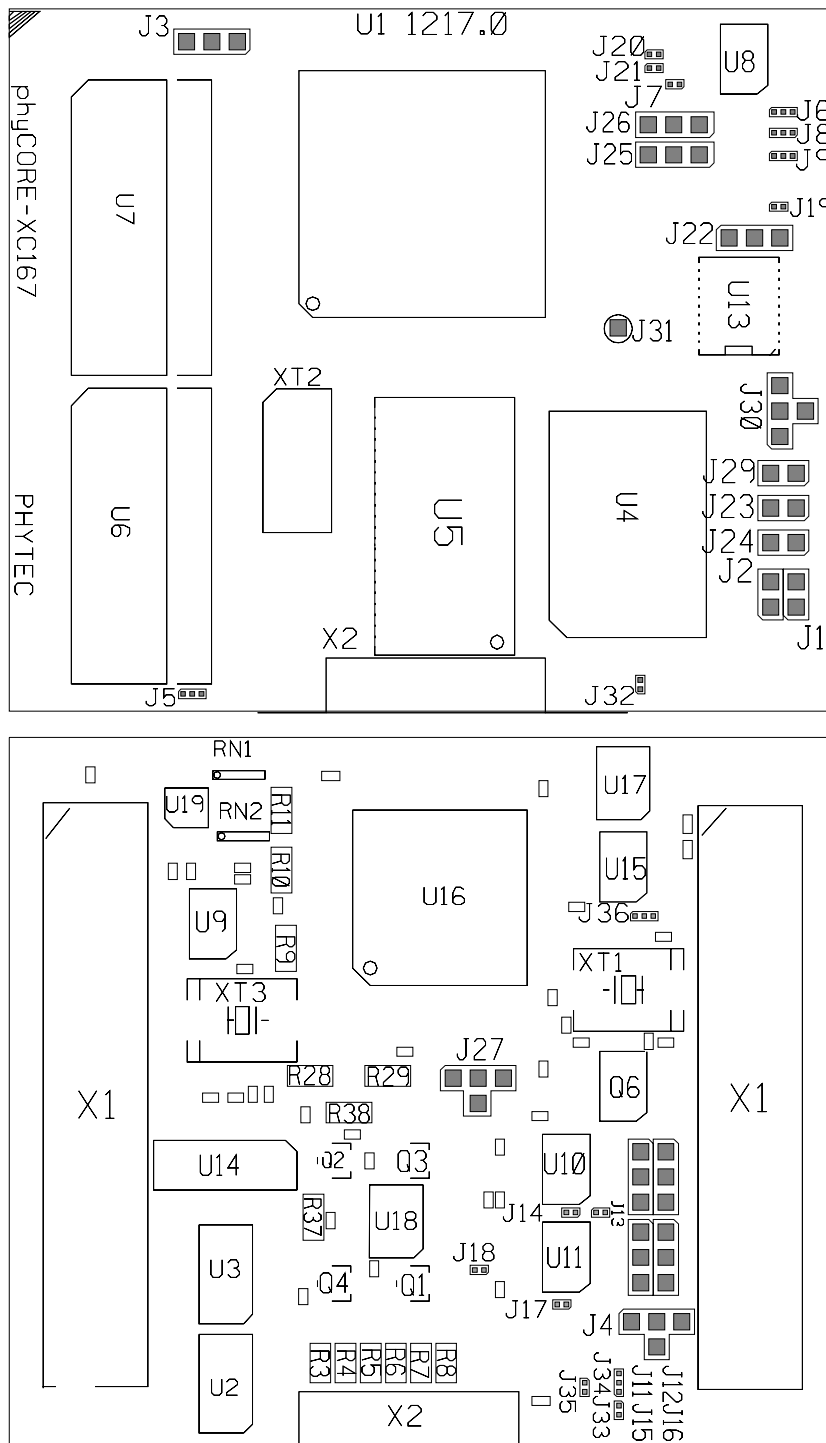 J3
U1 1217.0
J20
J21
J7
U8
J26
J25
J6
J8
J9
J19
J22
phyCORE-XC167
U7
U13
J31
XT2
J30
J29
J23
J24
J2
J1
PHYTEC
U6
U5
U4
X2
J5
J32
RN1
U19
RN2
R11
R10
U9
R9
XT3
U16
U17
U15
J36
XT1
X1
R28
R29
R38
J27
Q6
X1
U14
Q2
Q3
U10
R37
U18
J14
J13
U3
J18
U11
Q4
Q1
J17
J4
U2
R3
R4
R5
R6
R7
R8
X2
J35
J34
J33
J11
J15
J12
J16